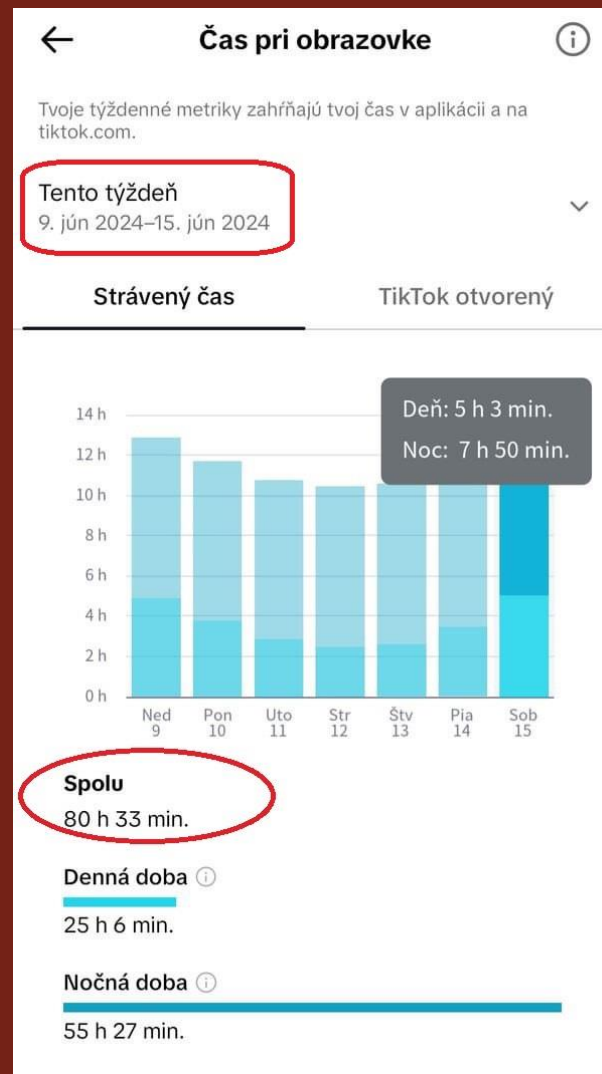 Čas pri obrazovke
Tvoje týždenné metriky zahŕňajú tvoj čas v aplikácii a na
tiktok.com.
Tento týždeň
9. jún 2024–15. jún 2024
Strávený čas
TikTok otvorený
Deň: 5 h 3 min.
Noc: 7 h 50 min.
14 h
12 h
10 h
8 h
6 h
4 h
2 h
0 h
Ned Pon Uto Str Štv Pia Sob
9 10 11 12 13 14 15
Spolu
80 h 33 min.
Denná doba
25 h 6 min.
Nočná doba
55 h 27 min.